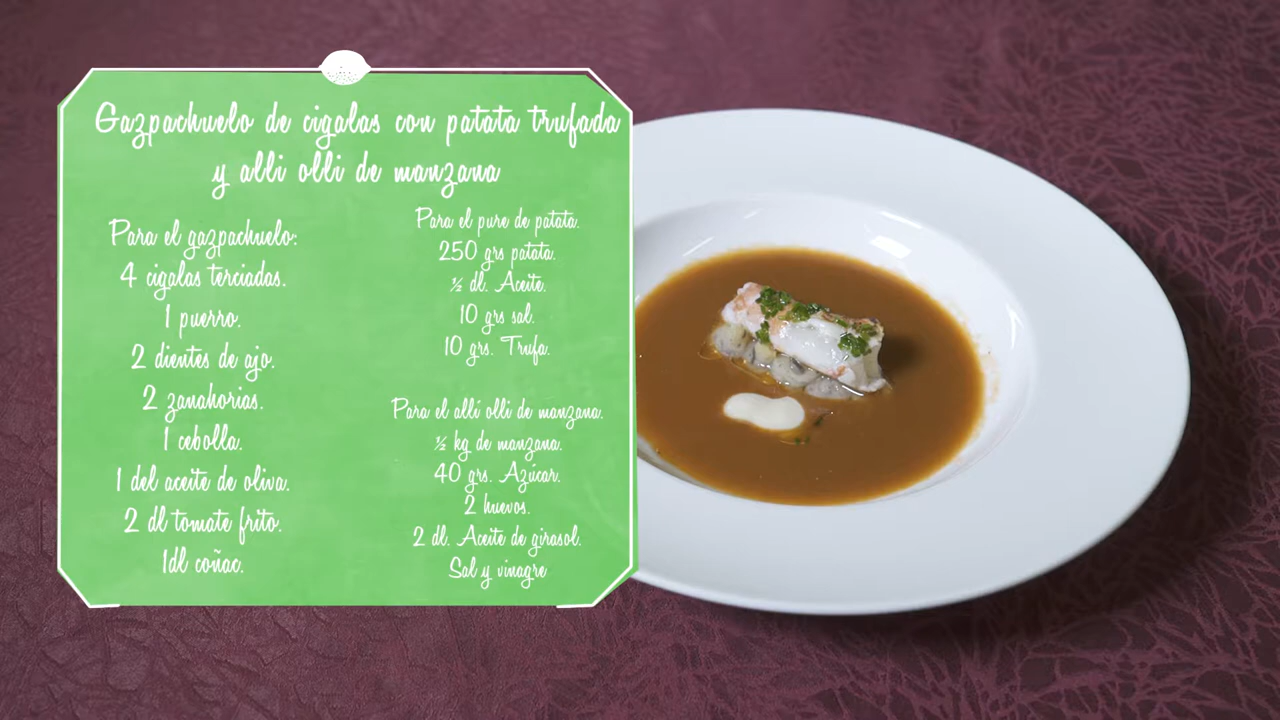 Gazpachuelo de cigalas con patata trufada
y alli olli de manzana
Para el gazpachuelo:
4 cigalas terciadas.
1 puerro.
2 dientes de ajo.
2 zanahorias.
1 cebolla.
1 del aceite de oliva.
2 dl tomate frito.
1dl coñac.
Para el pure de patata.
250 grs patata.
½ dl. Aceite.
10 grs sal.
10 grs. Trufa.
Para el allí olli de manzana.
½ kg de manzana.
40 grs. Azúcar.
2 huevos.
2 dl. Aceite de girasol.
Sal y vinagre